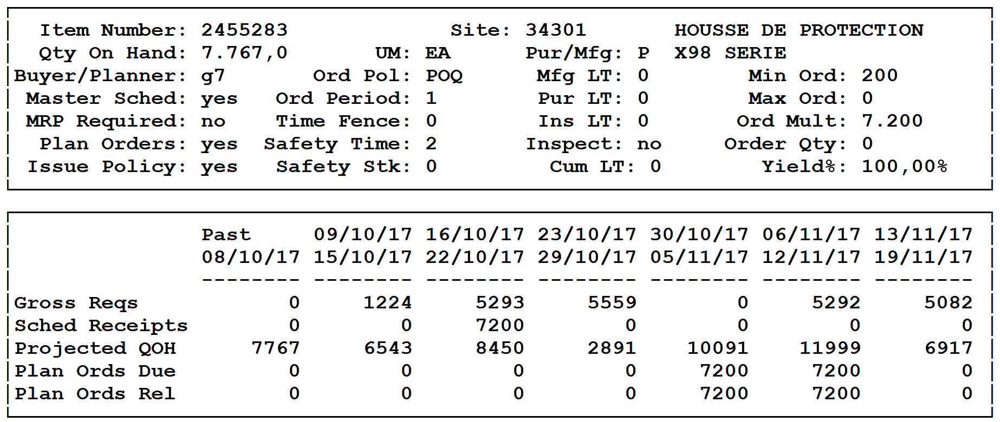 Item Number: 2455283 Site: 34301 HOUSSE DE PROTECTION
Qty On Hand: 7.767,0 UM: EA Pur/Mfg: P X98 SERIE
Buyer/Planner: g7 Ord Pol: POQ Mfg LT: 0 Min Ord: 200
Master Sched: yes Ord Period: 1 Pur LT: 0 Max Ord: 0
MRP Required: no Time Fence: 0 Ins LT: 0 Ord Mult: 7.200
Plan Orders: yes Safety Time: 2 Inspect: no Order Qty: 0
Issue Policy: yes Safety Stk: 0 Cum LT: 0 Yield%: 100,00%
Past 09/10/17 16/10/17 23/10/17 30/10/17 06/11/17 13/11/17
08/10/17 15/10/17 22/10/17 29/10/17 05/11/17 12/11/17 19/11/17
-------- -------- -------- -------- -------- -------- --------
Gross Reqs 0 1224 5293 5559 0 5292 5082
Sched Receipts 0 0 7200 0 0 0 0
Projected QOH 7767 6543 8450 2891 10091 11999 6917
Plan Ords Due 0 0 0 0 7200 7200 0
Plan Ords Rel 0 0 0 0 7200 7200 0